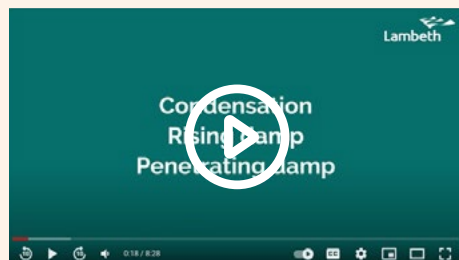 Lambeth
Condensation
Rising damp
Penetrating damp
0:18 / 8:28